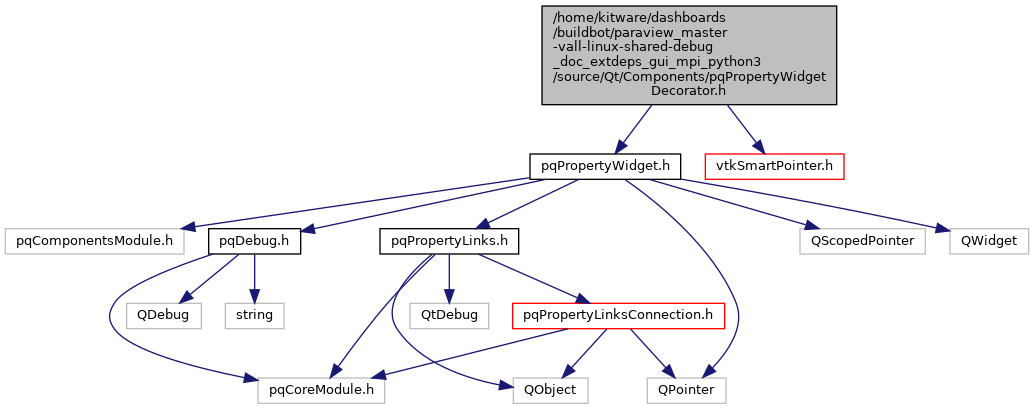 /home/kitware/dashboards
/buildbot/paraview_master
-vall-linux-shared-debug
_doc_extdeps_gui_mpi_python3
/source/Qt/Components/pqPropertyWidget
Decorator.h
pqPropertyWidget.h
vtkSmartPointer.h
pqComponentsModule.h
pqDebug.h
pqPropertyLinks.h
QScopedPointer
QWidget
QDebug
string
QtDebug
pqPropertyLinksConnection.h
pqCoreModule.h
QObject
QPointer